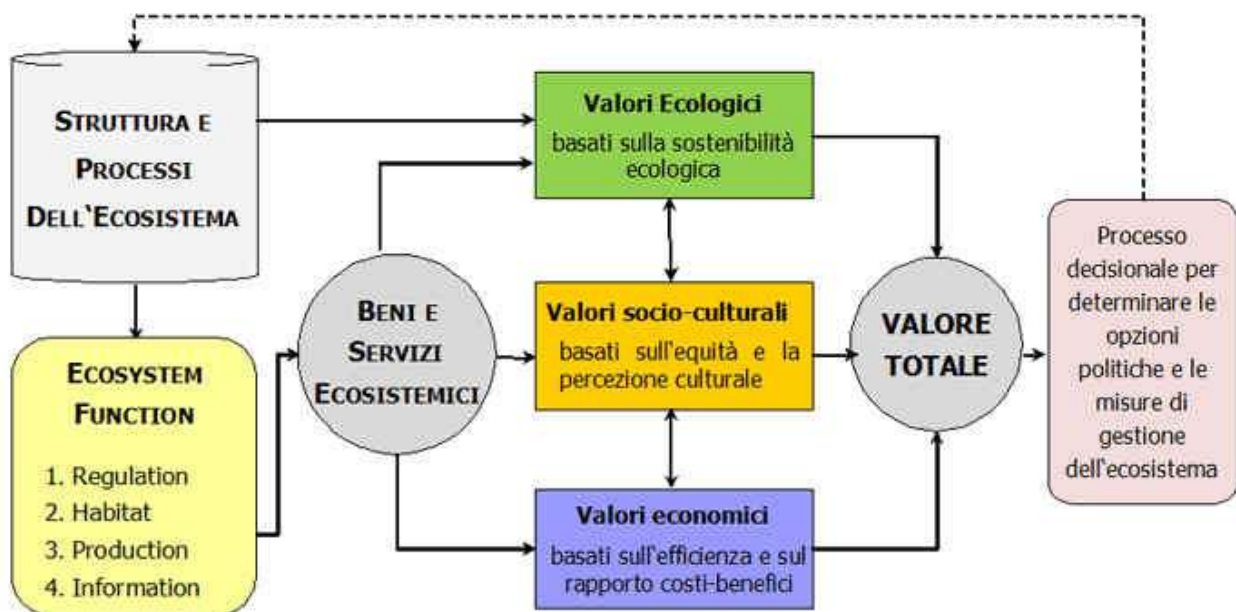 STRUTTURA E
PROCESSI
DELL'ECOSISTEMA
ECOSYSTEM
FUNCTION
1. Regulation
2. Habitat
3. Production
4. Information
BENI E
SERVIZI
ECOSISTEMICI
Valori Ecologici
basati sulla sostenibilità
ecologica
Valori socio-culturali
basati sull'equità e la
percezione culturale
Valori economici
basati sull'efficienza e sul
rapporto costi-benefici
VALORE
TOTALE
Processo
decisionale per
determinare le
opzioni
politiche e le
misure di
gestione
dell'ecosistema